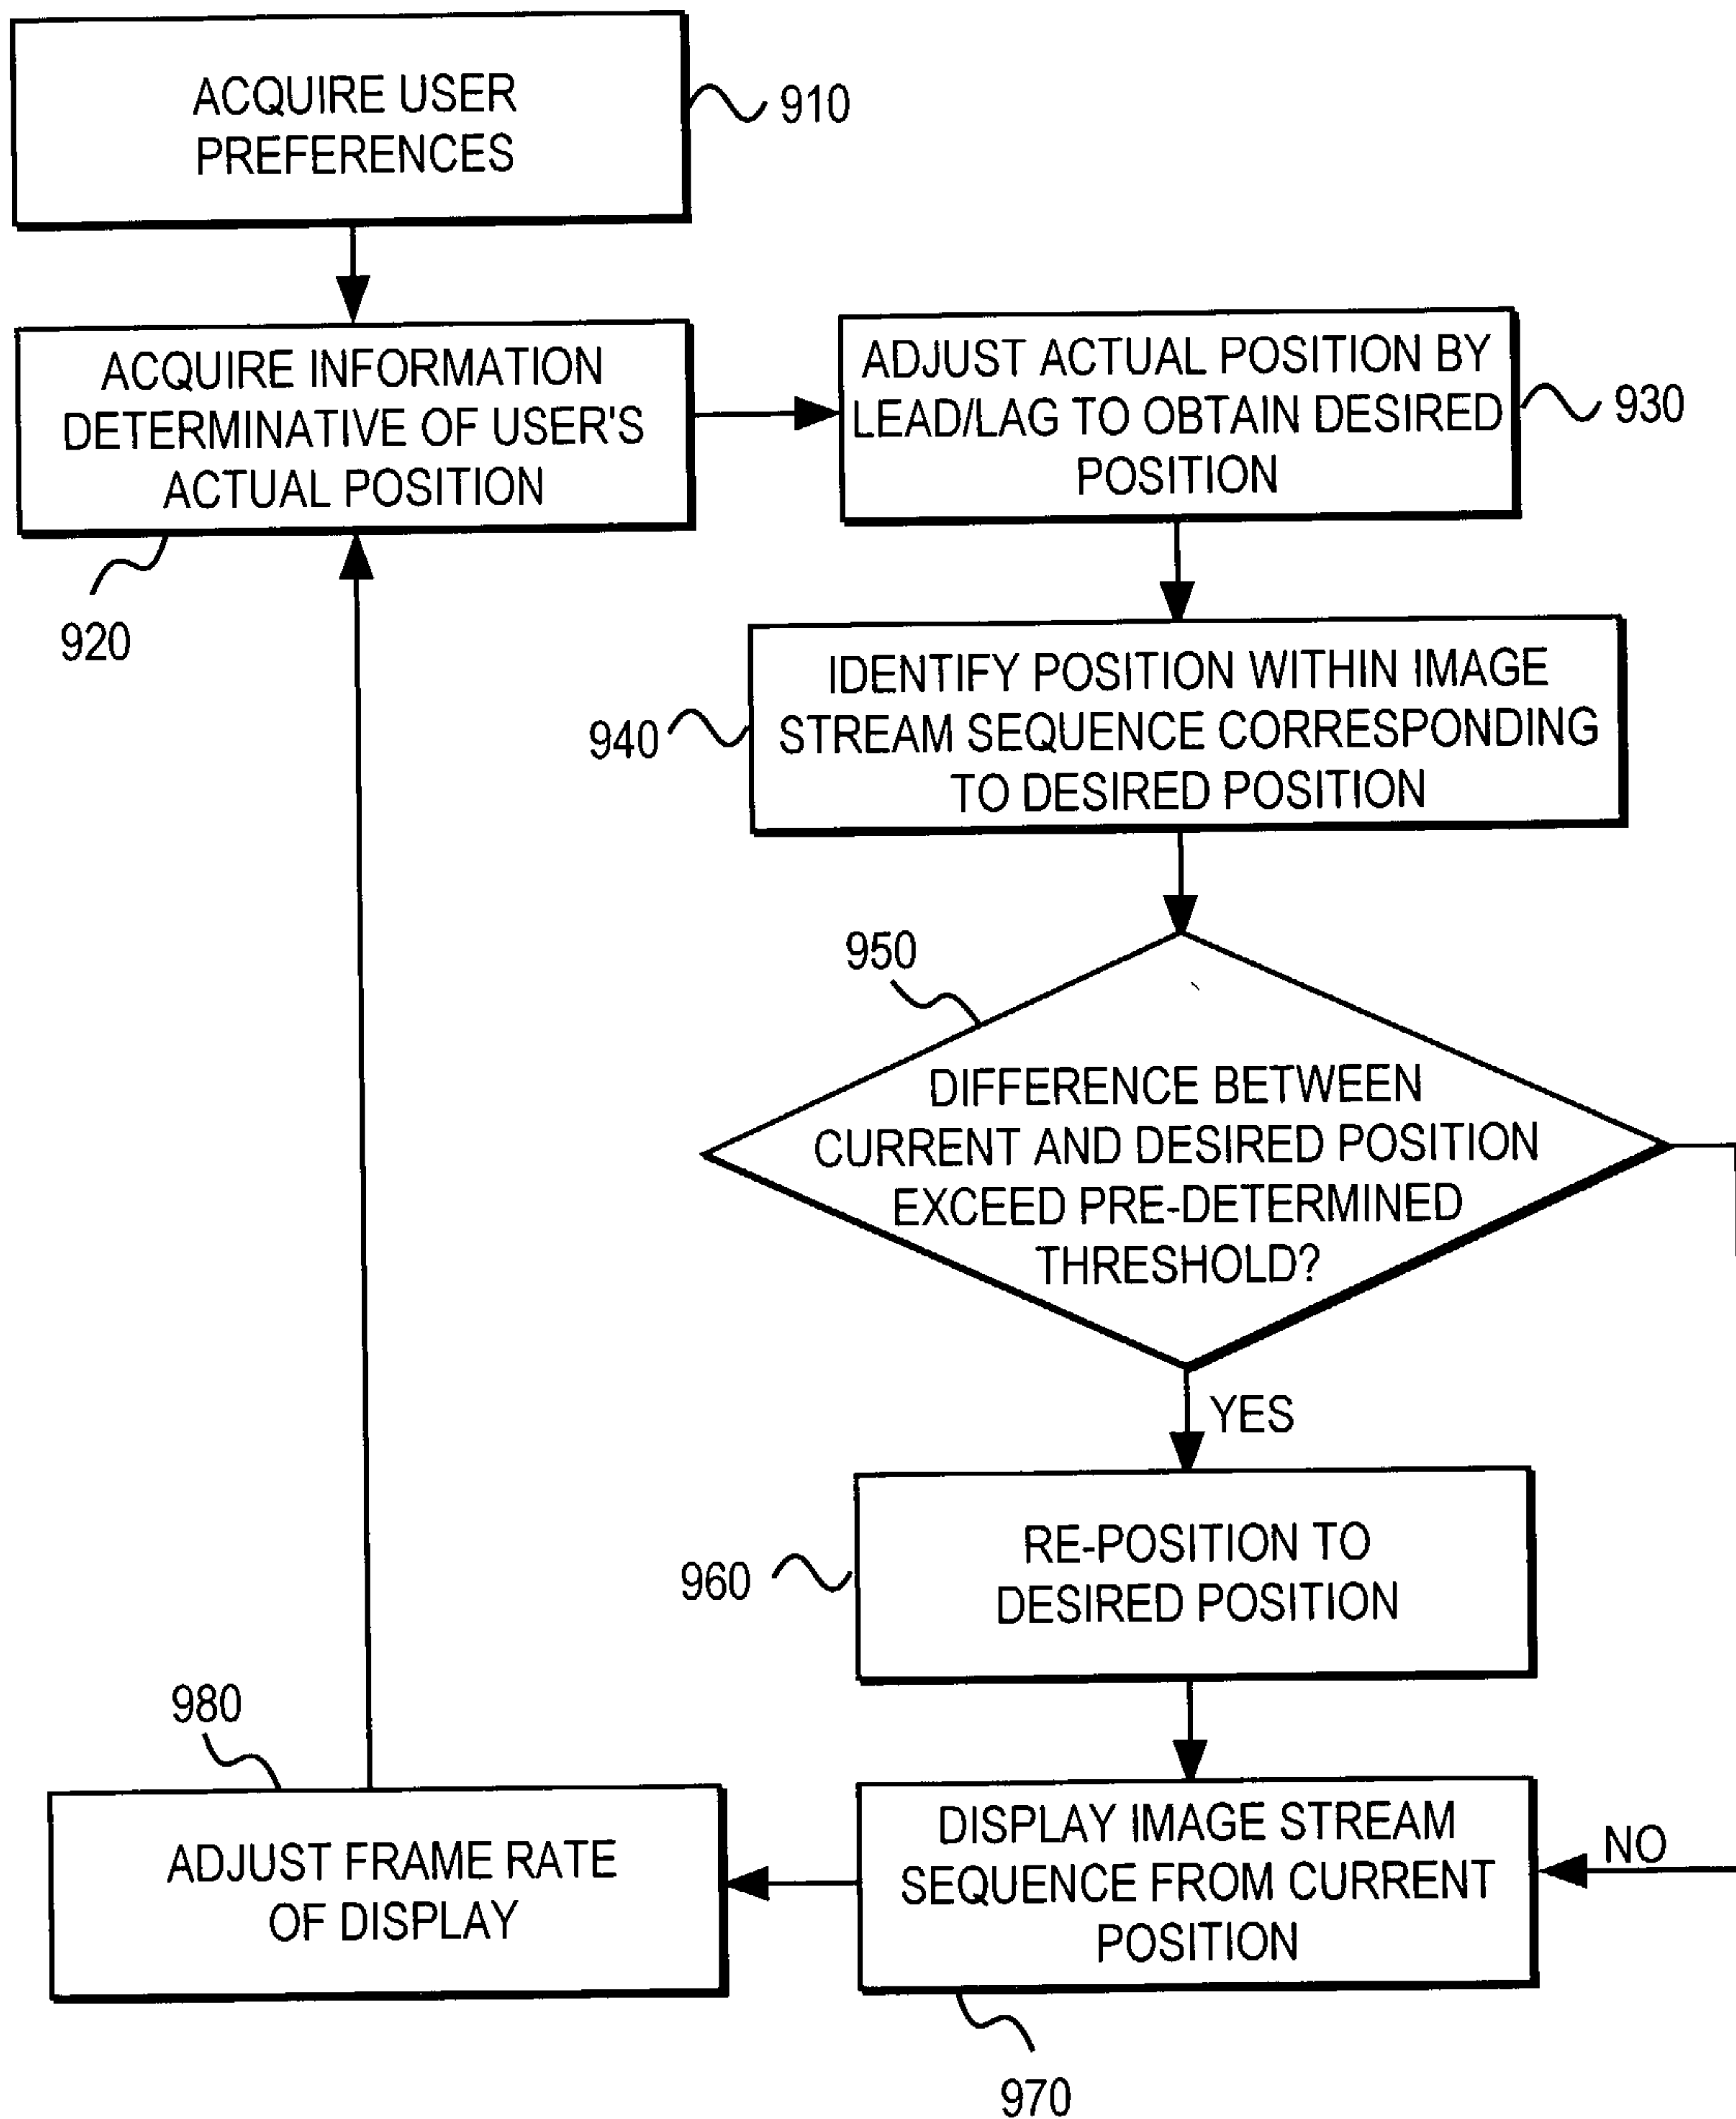 ACQUIRE USER
PREFERENCES
910
ACQUIRE INFORMATION
DETERMINATIVE OF USER'S
ACTUAL POSITION
920
ADJUST ACTUAL POSITION BY
LEAD/LAG TO OBTAIN DESIRED
POSITION
930
IDENTIFY POSITION WITHIN IMAGE
STREAM SEQUENCE CORRESPONDING
TO DESIRED POSITION
940
950
DIFFERENCE BETWEEN
CURRENT AND DESIRED POSITION
EXCEED PRE-DETERMINED
THRESHOLD?
YES
RE-POSITION TO
DESIRED POSITION
960
DISPLAY IMAGE STREAM
SEQUENCE FROM CURRENT
POSITION
NO
970
980
ADJUST FRAME RATE
OF DISPLAY